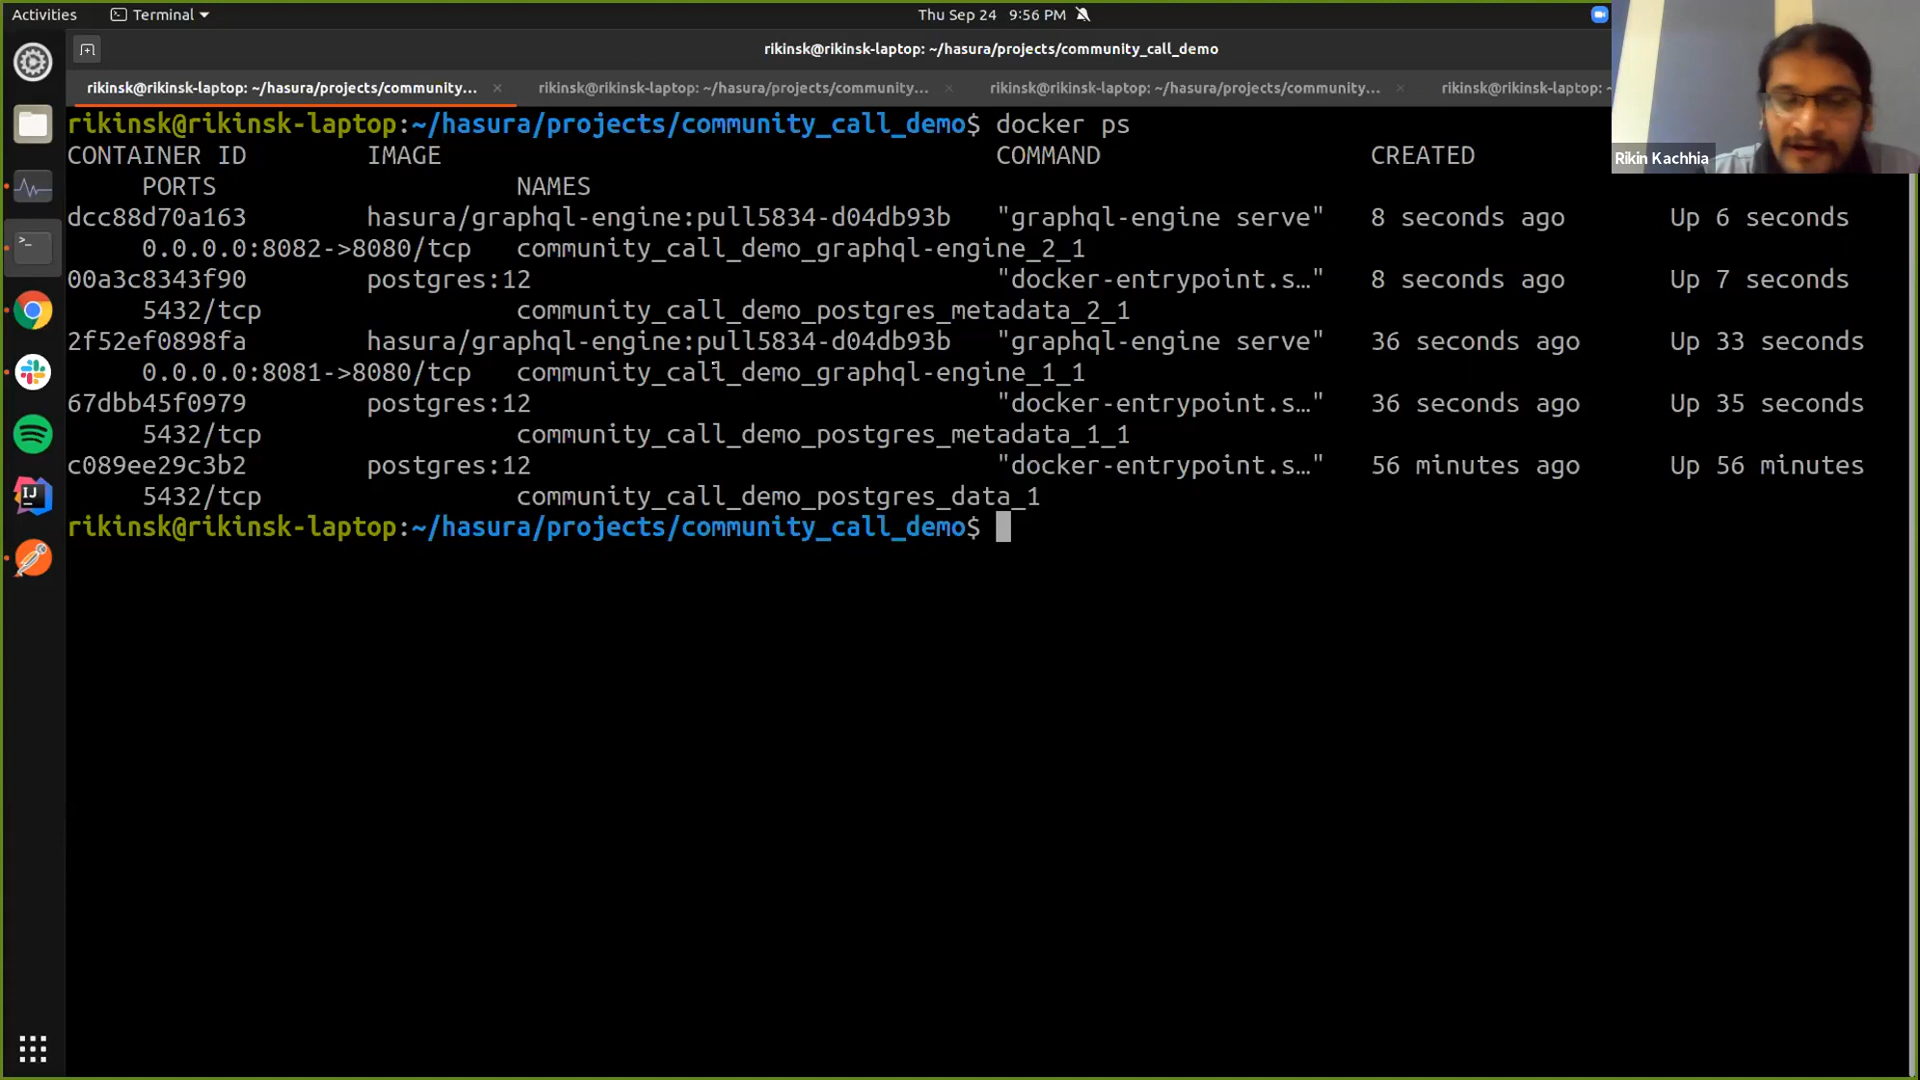 Activities
Terminal
Thu Sep 24 9:56 PM
rikinsk@rikinsk-laptop: ~/hasura/projects/community_call_demo
rikinsk@rikinsk-laptop: ~/hasura/projects/community...
rikinsk@rikinsk-laptop: ~/hasura/projects/community...
rikinsk@rikinsk-laptop: ~/hasura/projects/community...
rikinsk@rikinsk-laptop: ~
rikinsk@rikinsk-laptop:~/hasura/projects/community_call_demo$ docker ps
CONTAINER ID IMAGE COMMAND CREATED
PORTS NAMES
dcc88d70a163 hasura/graphql-engine:pull5834-d04db93b "graphql-engine serve" 8 seconds ago Up 6 seconds
0.0.0.0:8082->8080/tcp community_call_demo_graphql-engine_2_1
00a3c8343f90 postgres:12 "docker-entrypoint.s…" 8 seconds ago Up 7 seconds
5432/tcp community_call_demo_postgres_metadata_2_1
2f52ef0898fa hasura/graphql-engine:pull5834-d04db93b "graphql-engine serve" 36 seconds ago Up 33 seconds
0.0.0.0:8081->8080/tcp community_call_demo_graphql-engine_1_1
67dbb45f0979 postgres:12 "docker-entrypoint.s…" 36 seconds ago Up 35 seconds
5432/tcp community_call_demo_postgres_metadata_1_1
c089ee29c3b2 postgres:12 "docker-entrypoint.s…" 56 minutes ago Up 56 minutes
5432/tcp community_call_demo_postgres_data_1
rikinsk@rikinsk-laptop:~/hasura/projects/community_call_demo$
Rikin Kachhia
IJ